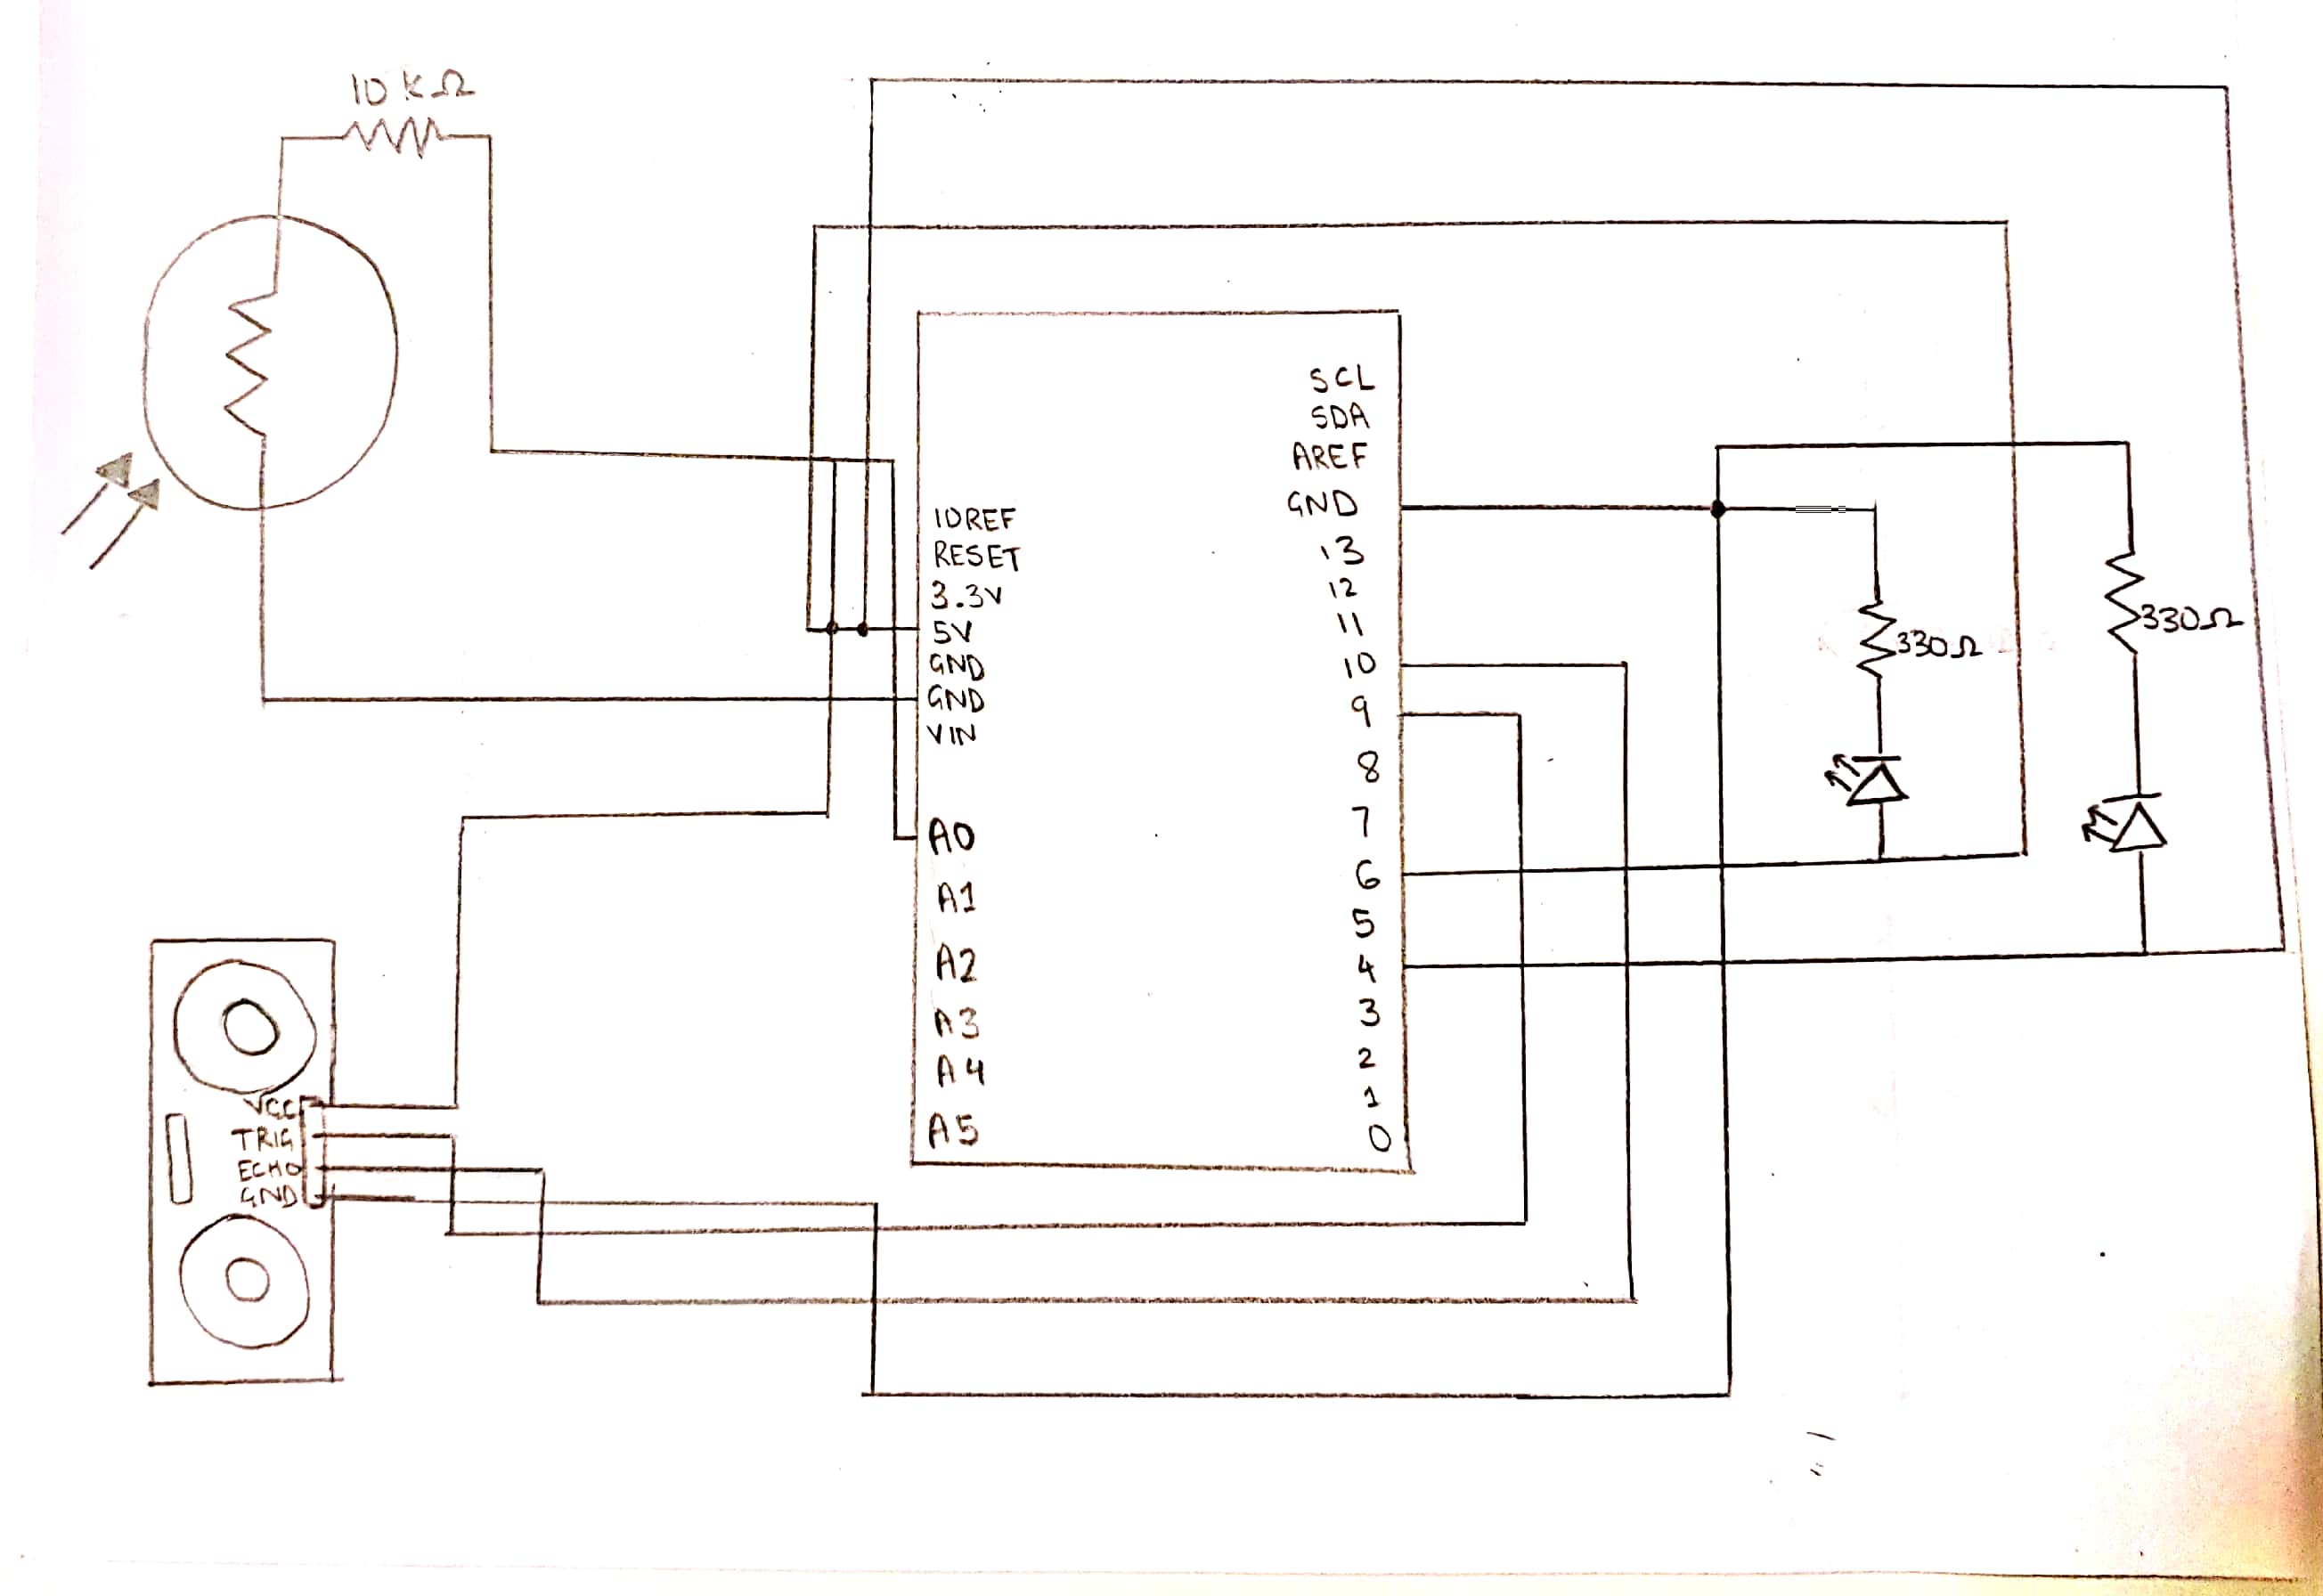 10 KΩ
SCL
SDA
AREF
GND
13
12
11
10
9
8
7
6
5
4
3
2
1
0
IOREF
RESET
3.3V
5V
GND
GND
VIN
A0
A1
A2
A3
A4
A5
330Ω
330Ω
VCC
TRIG
ECHO
GND